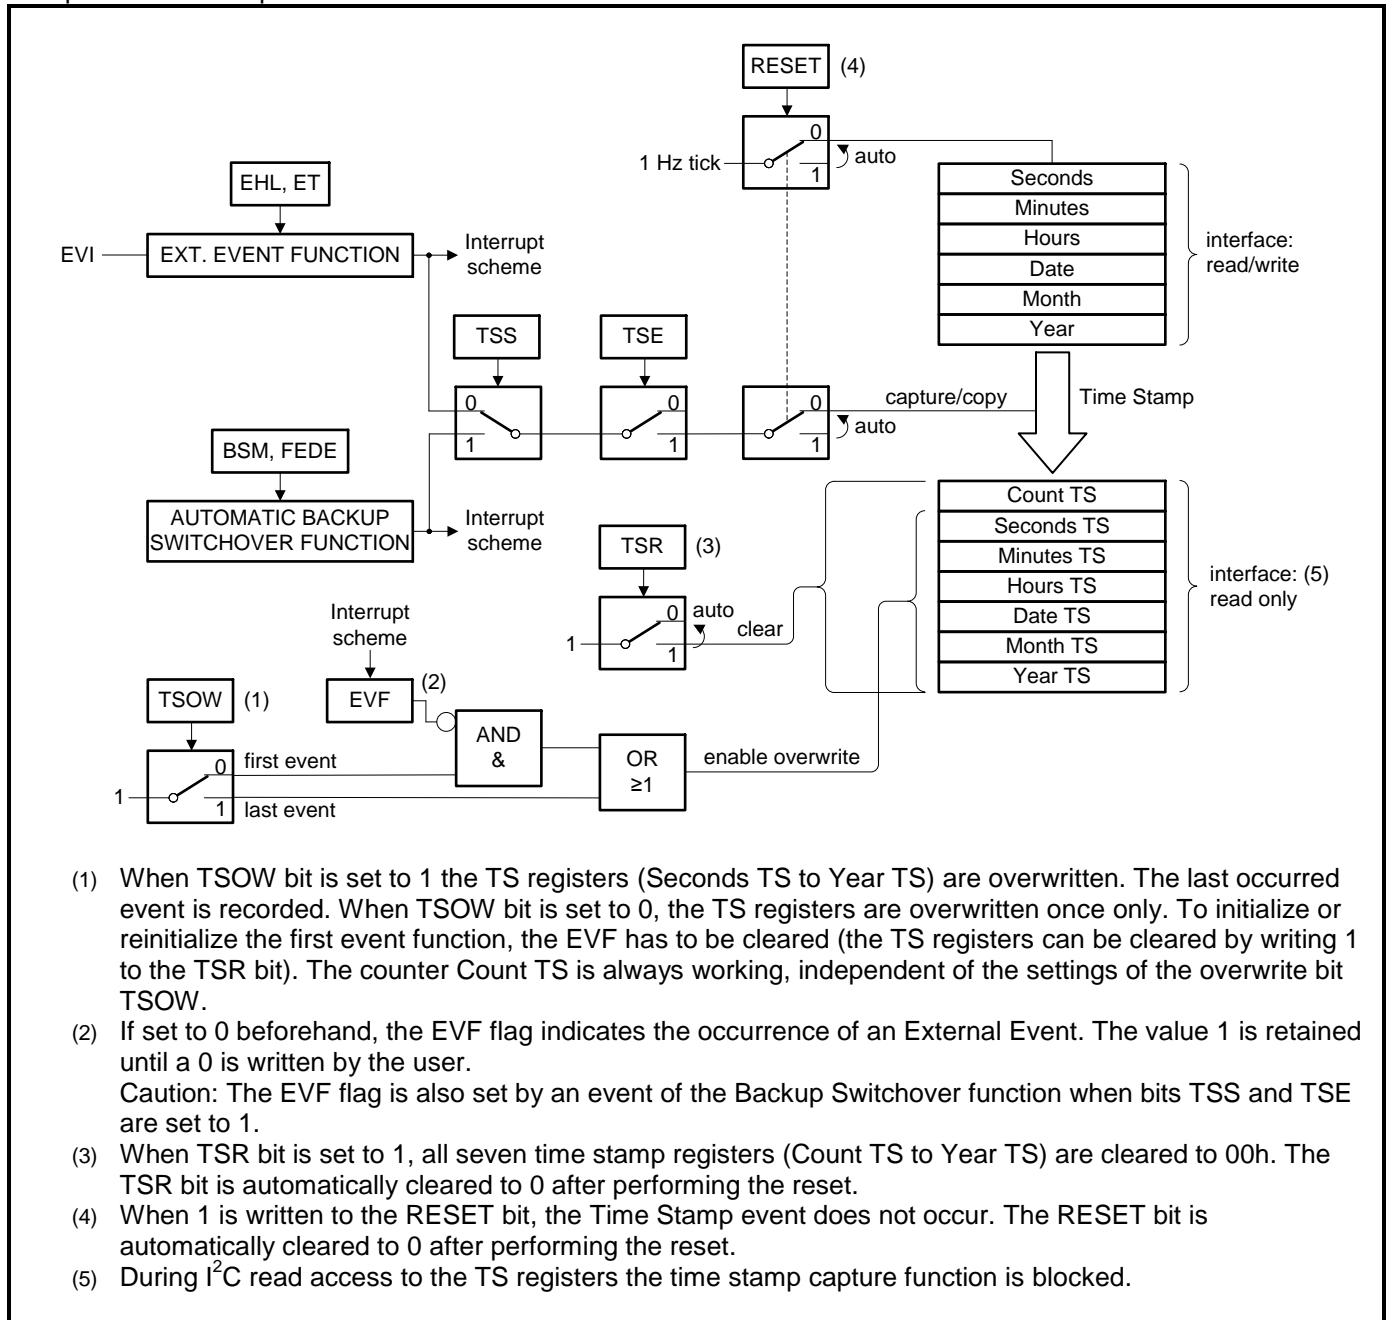 RESET (4)
0
1 Hz tick
auto
1
Seconds
Minutes
Hours
Date
Month
Year
interface:
read/write
EHL, ET
EVI
EXT. EVENT FUNCTION
Interrupt
scheme
TSS
TSE
0
1
0
1
0
1
auto
capture/copy
Time Stamp
BSM, FEDE
AUTOMATIC BACKUP
SWITCHOVER FUNCTION
Interrupt
scheme
TSR (3)
0
auto
1
1
clear
Count TS
Seconds TS
Minutes TS
Hours TS
Date TS
Month TS
Year TS
interface: (5)
read only
Interrupt
scheme
TSOW (1)
EVF
(2)
AND
&
OR
≥1
enable overwrite
0
first event
1
1
last event
(1) When TSOW bit is set to 1 the TS registers (Seconds TS to Year TS) are overwritten. The last occurred
event is recorded. When TSOW bit is set to 0, the TS registers are overwritten once only. To initialize or
reinitialize the first event function, the EVF has to be cleared (the TS registers can be cleared by writing 1
to the TSR bit). The counter Count TS is always working, independent of the settings of the overwrite bit
TSOW.
(2) If set to 0 beforehand, the EVF flag indicates the occurrence of an External Event. The value 1 is retained
until a 0 is written by the user.
Caution: The EVF flag is also set by an event of the Backup Switchover function when bits TSS and TSE
are set to 1.
(3) When TSR bit is set to 1, all seven time stamp registers (Count TS to Year TS) are cleared to 00h. The
TSR bit is automatically cleared to 0 after performing the reset.
(4) When 1 is written to the RESET bit, the Time Stamp event does not occur. The RESET bit is
automatically cleared to 0 after performing the reset.
(5) During I²C read access to the TS registers the time stamp capture function is blocked.